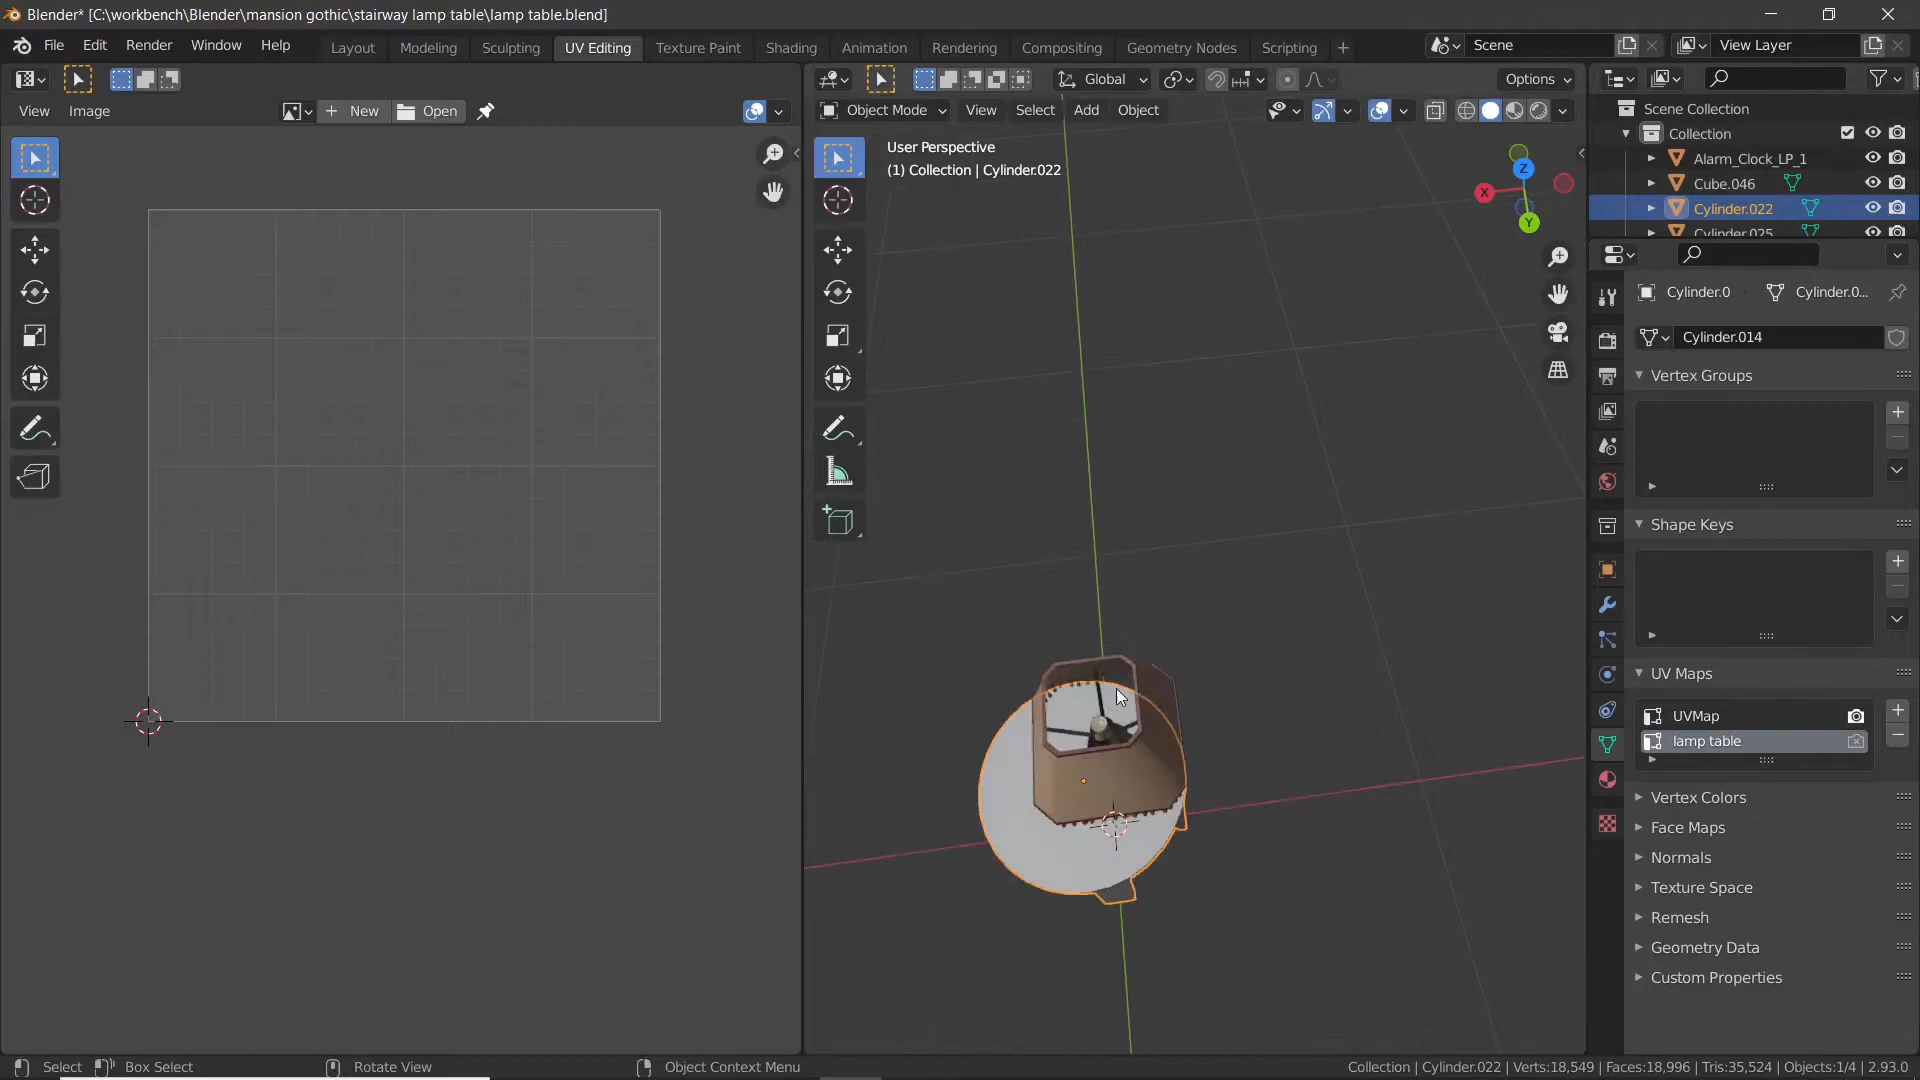 Blender* [C:\workbench\Blender\mansion gothic\stairway lamp table\lamp table.blend]
File Edit Render Window Help
Layout Modeling Sculpting UV Editing Texture Paint Shading Animation Rendering Compositing Geometry Nodes Scripting +
Scene
View Layer
Global
Options
View Image
New
Open
Object Mode
View Select Add Object
User Perspective
(1) Collection | Cylinder.022
Z
X
Y
Scene Collection
Collection
Alarm_Clock_LP_1
Cube.046
Cylinder.022
Cylinder.025
Cylinder.0
Cylinder.0...
Cylinder.014
Vertex Groups
Shape Keys
UV Maps
UVMap
lamp table
Vertex Colors
Face Maps
Normals
Texture Space
Remesh
Geometry Data
Custom Properties
Select Box Select Rotate View Object Context Menu
Collection | Cylinder.022 | Verts:18,549 | Faces:18,996 | Tris:35,524 | Objects:1/4 | 2.93.0